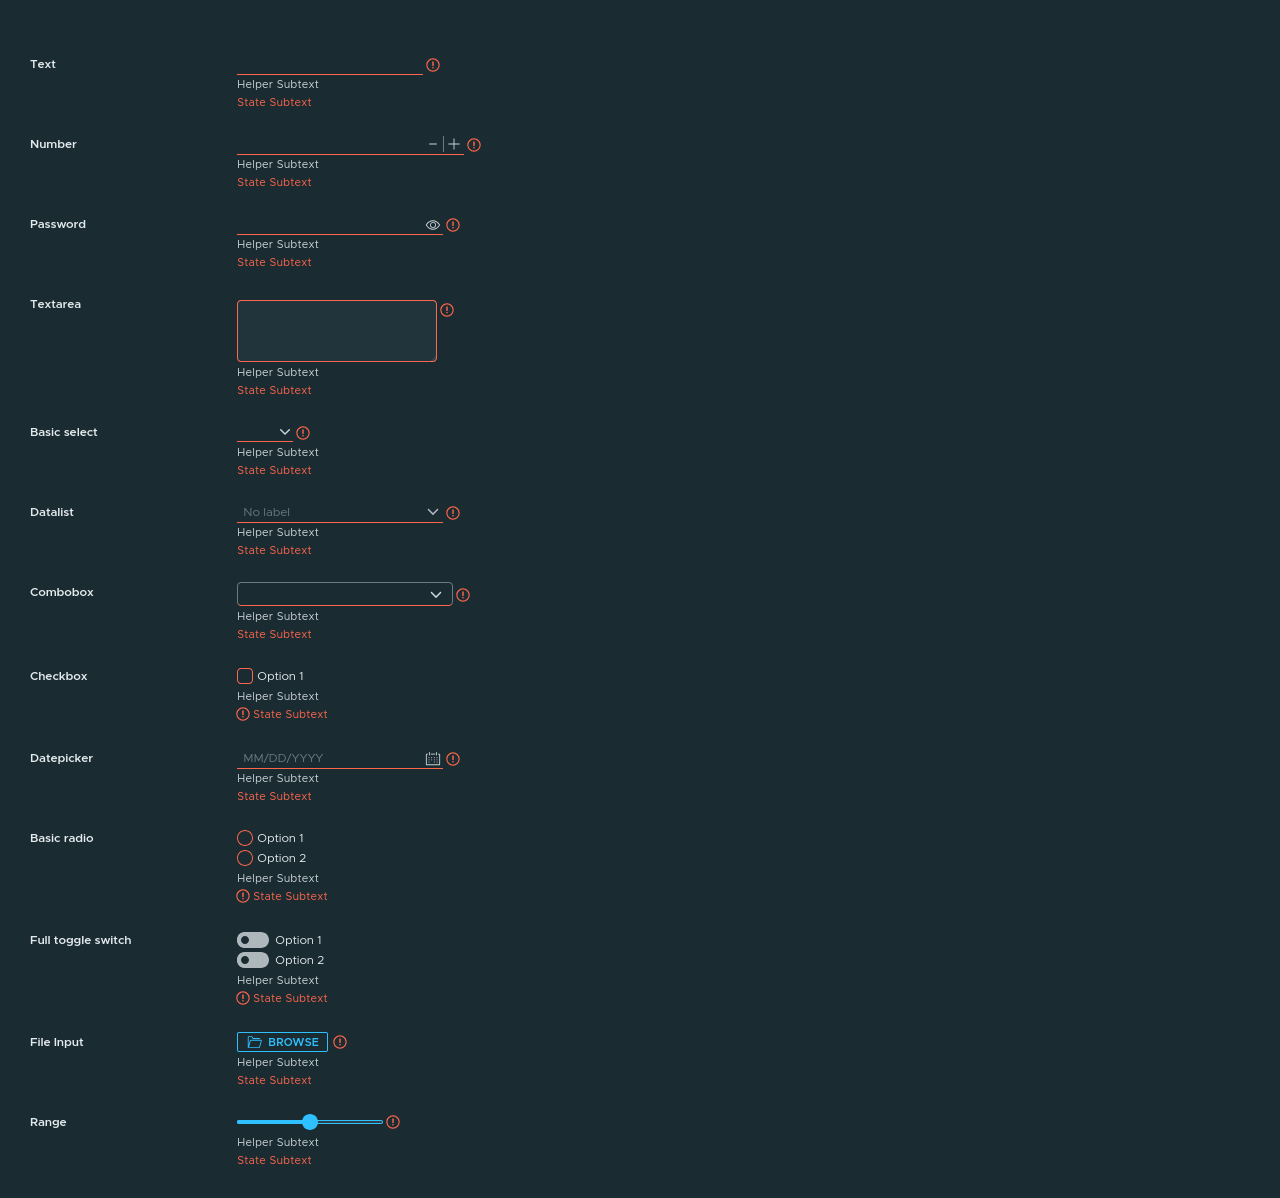 Text
Helper Subtext
State Subtext
Number
Helper Subtext
State Subtext
Password
Helper Subtext
State Subtext
Textarea
Helper Subtext
State Subtext
Basic select
Helper Subtext
State Subtext
Datalist
No label
Helper Subtext
State Subtext
Combobox
Helper Subtext
State Subtext
Checkbox
Option 1
Helper Subtext
State Subtext
Datepicker
MM/DD/YYYY
Helper Subtext
State Subtext
Basic radio
Option 1
Option 2
Helper Subtext
State Subtext
Full toggle switch
Option 1
Option 2
Helper Subtext
State Subtext
File Input
BROWSE
Helper Subtext
State Subtext
Range
Helper Subtext
State Subtext